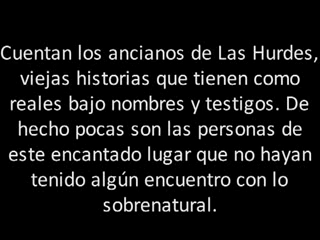 Cuentan los ancianos de Las Hurdes,
viejas historias que tienen como
reales bajo nombres y testigos. De
hecho pocas son las personas de
este encantado lugar que no hayan
tenido algún encuentro con lo
sobrenatural.